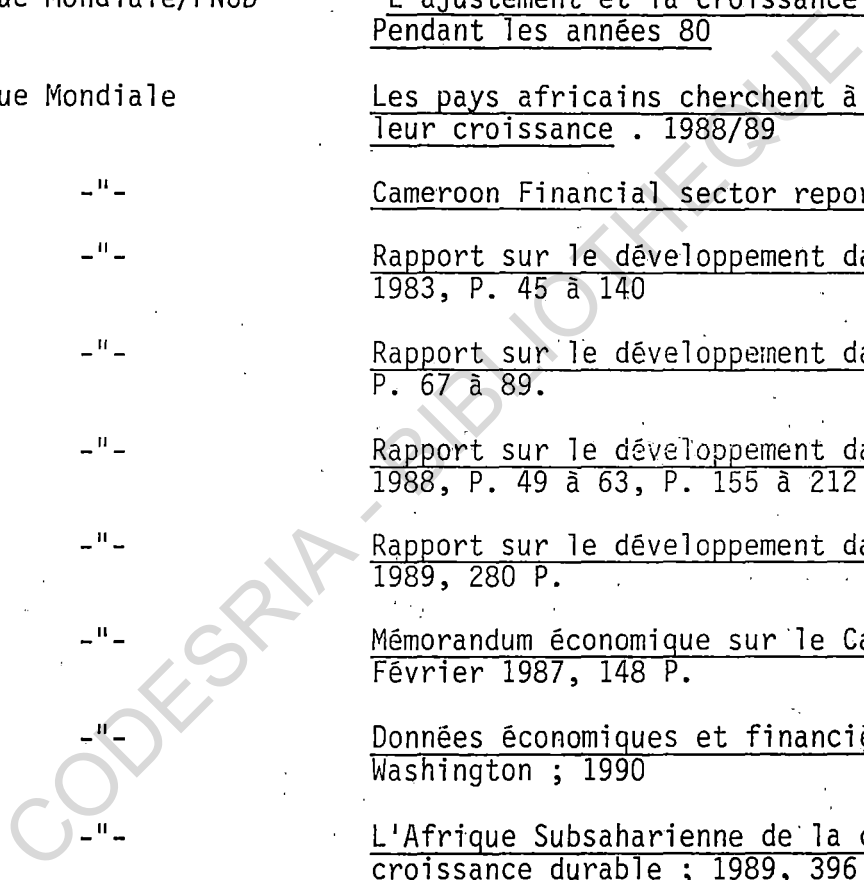 ue Mondiale/PNUD "L'ajustement et la croissance
Pendant les années 80
ue Mondiale Les pays africains cherchent à
leur croissance . 1988/89
-"- Cameroon Financial sector repor
-"- Rapport sur le développement da
1983, P. 45 à 140
-"- Rapport sur le développement da
P. 67 à 89.
-"- Rapport sur le développement da
1988, P. 49 à 63, P. 155 à 212
-"- Rapport sur le développement da
1989, 280 P.
-"- Mémorandum économique sur le Ca
Février 1987, 148 P.
-"- Données économiques et financiè
Washington ; 1990
-"- L'Afrique Subsaharienne de la c
croissance durable ; 1989, 396
CODESRIA - BIBLIOTHEQUE